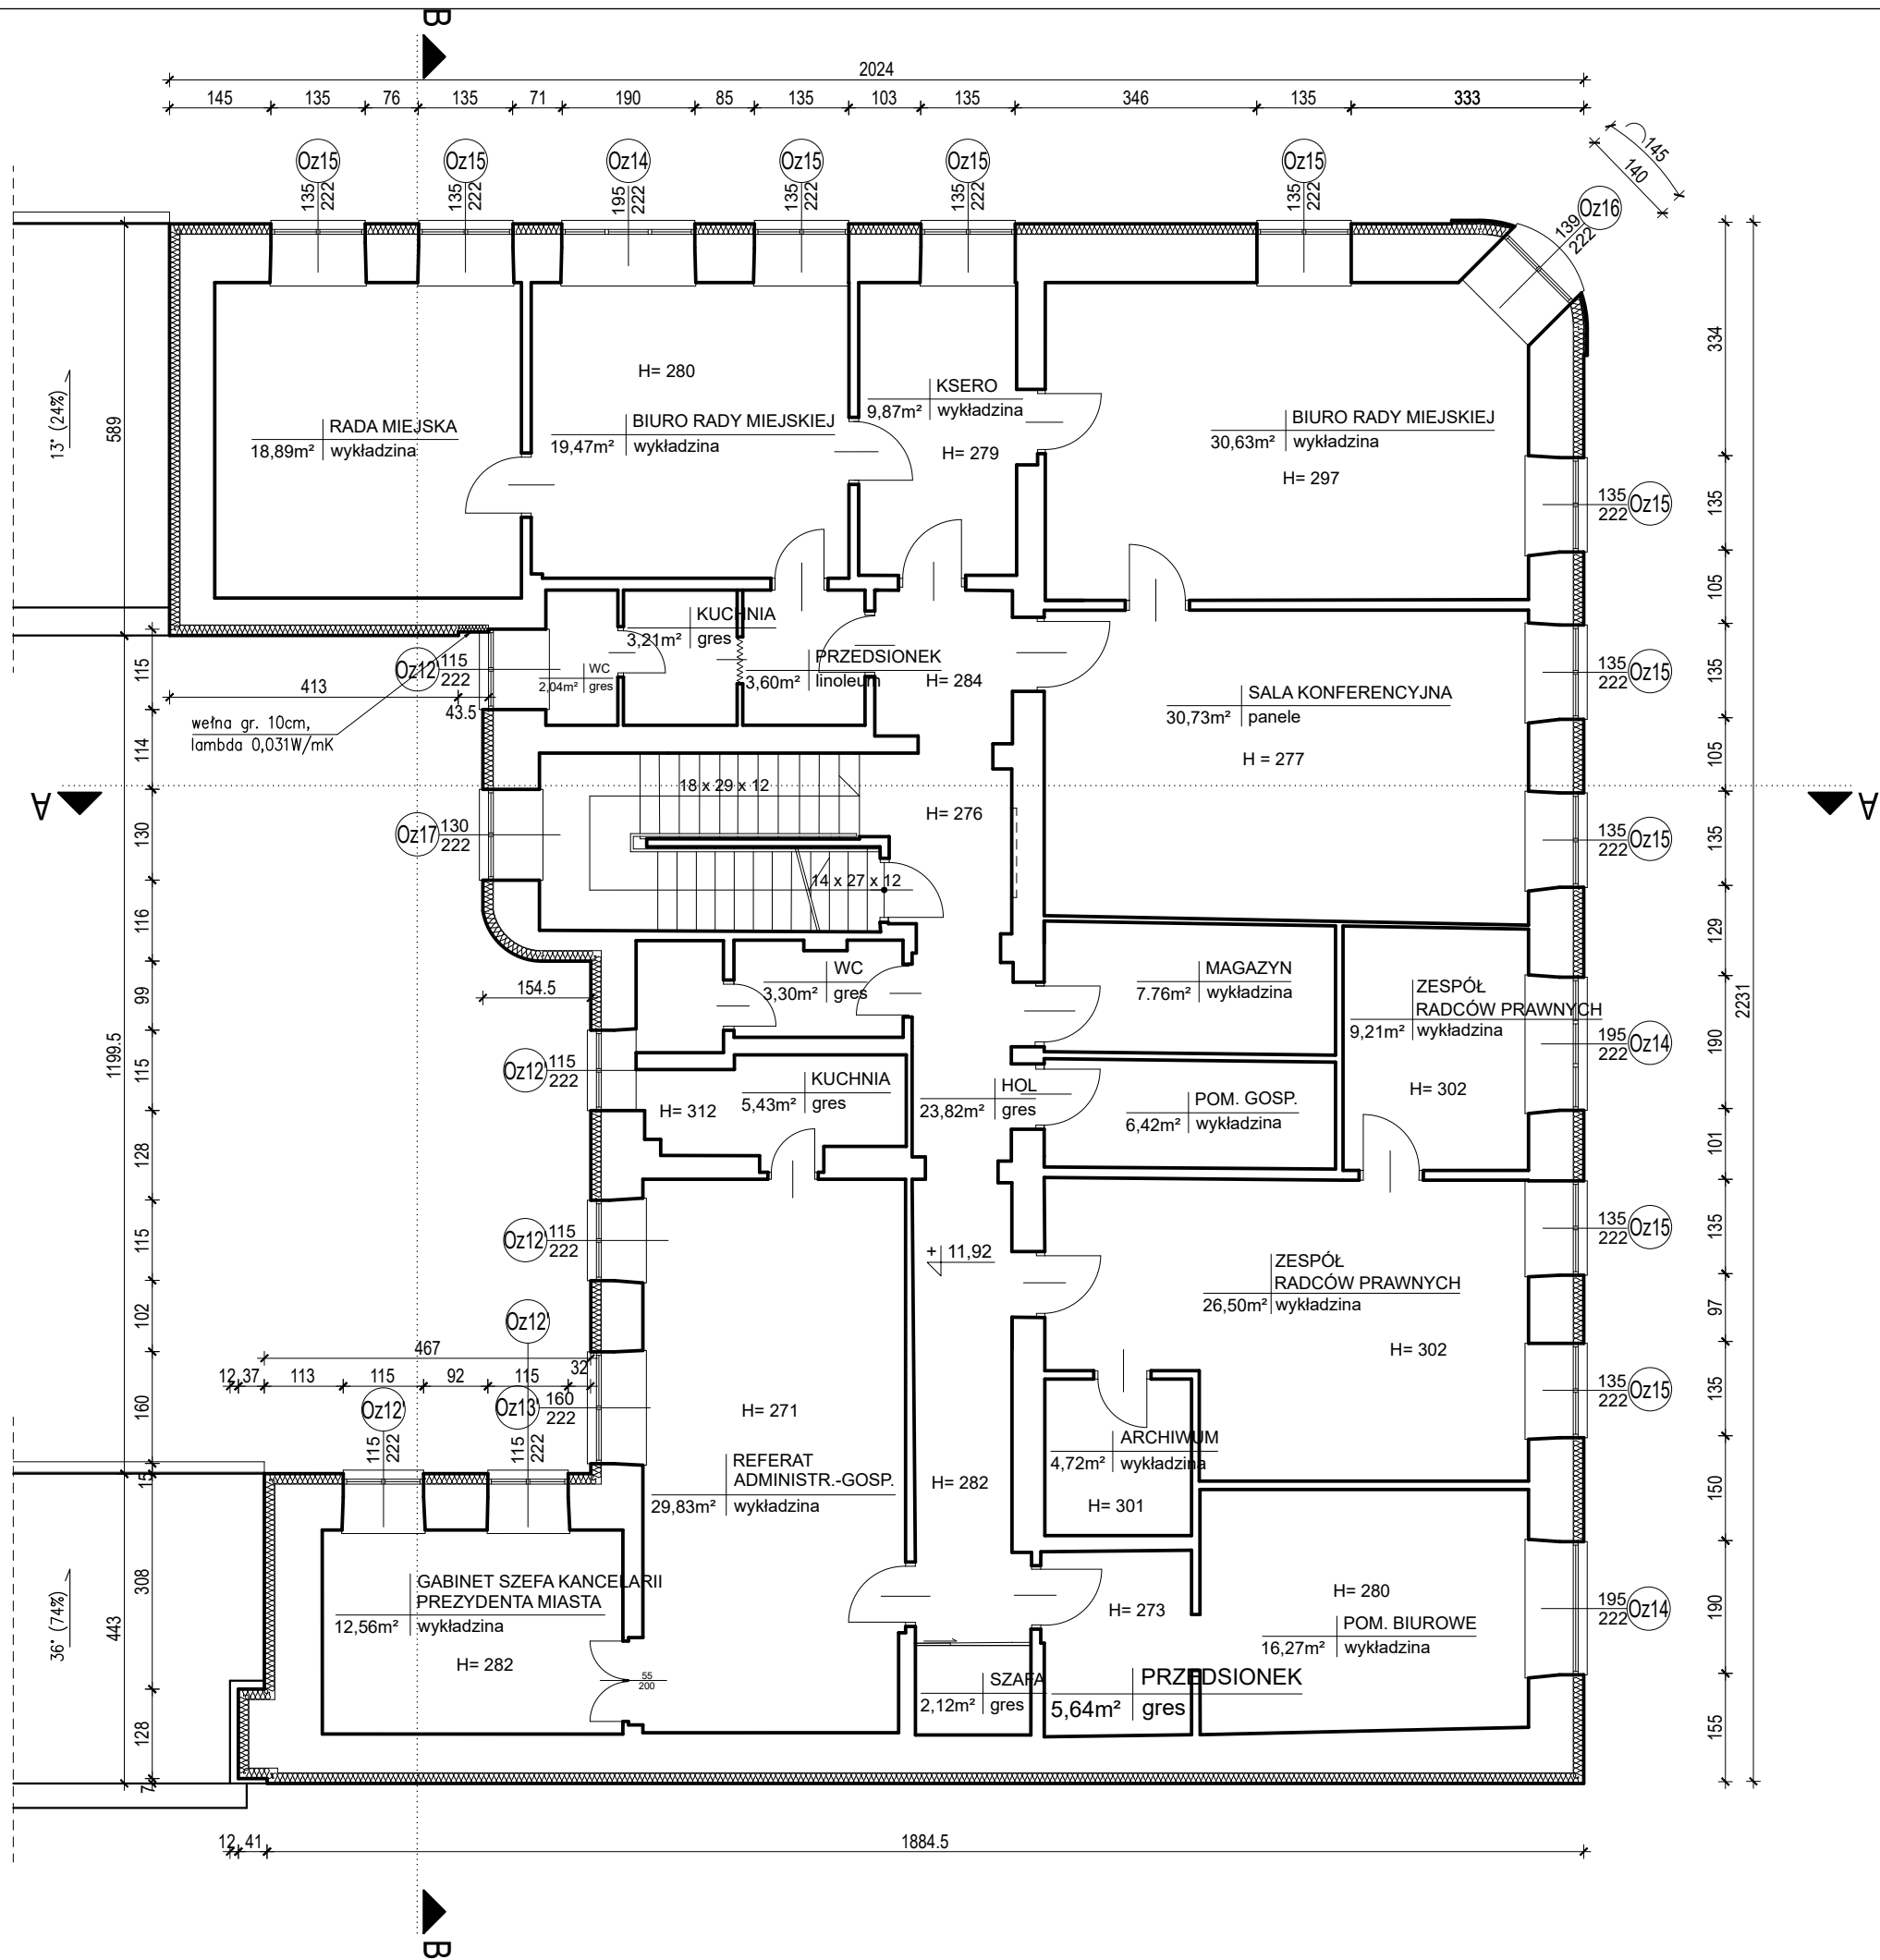 B
2024
145 135 76 135 71 190 85 135 103 135 346 135 333
145
140
Oz15 Oz15 Oz14 Oz15 Oz15 Oz15 Oz16
135 222
135 222
195 222
135 222
135 222
135 222
139 222
13° (24%)
589
334
H= 280
KSERO
9,87m² wykładzina
RADA MIEJSKA
18,89m² wykładzina
BIURO RADY MIEJSKIEJ
19,47m² wykładzina
H= 279
BIURO RADY MIEJSKIEJ
30,63m² wykładzina
H= 297
135
222 Oz15
135
105
KUCHNIA
3,21m² gres
WC
2,04m² gres
PRZEDSIONEK
3,60m² linoleum
H= 284
Oz12' 115
222
115
413
43.5
wełna gr. 10cm,
lambda 0,031W/mK
114
SALA KONFERENCYJNA
30,73m² panele
H = 277
135
222 Oz15
135
105
A
A
18 x 29 x 12
H= 276
Oz17 130
222
130
14 x 27 x 12
135
222 Oz15
135
116
129
WC
3,30m² gres
MAGAZYN
7.76m² wykładzina
ZESPÓŁ
RADCÓW PRAWNYCH
9,21m² wykładzina
H= 302
154.5
99
1199.5
2231
195
222 Oz14
190
Oz12' 115
222
115
KUCHNIA
5,43m² gres
H= 312
HOL
23,82m² gres
POM. GOSP.
6,42m² wykładzina
101
128
Oz12' 115
222
115
+ 11,92
ZESPÓŁ
RADCÓW PRAWNYCH
26,50m² wykładzina
H= 302
135
222 Oz15
135
97
Oz12'
102
467
12 37 113 115 92 115 32
Oz12' Oz13' 160
222
160
115 222
115 222
135
222 Oz15
135
H= 271
REFERAT
ADMINISTR.-GOSP.
29,83m² wykładzina
H= 282
ARCHIWUM
4,72m² wykładzina
H= 301
15
150
36° (74%)
443
308
GABINET SZEFA KANCELARII
PREZYDENTA MIASTA
12,56m² wykładzina
H= 282
55
200
H= 273
H= 280
POM. BIUROWE
16,27m² wykładzina
195
222 Oz14
190
SZAFA
2,12m² gres
PRZEDSIONEK
5,64m² gres
128
7
155
12 41 1884.5
B